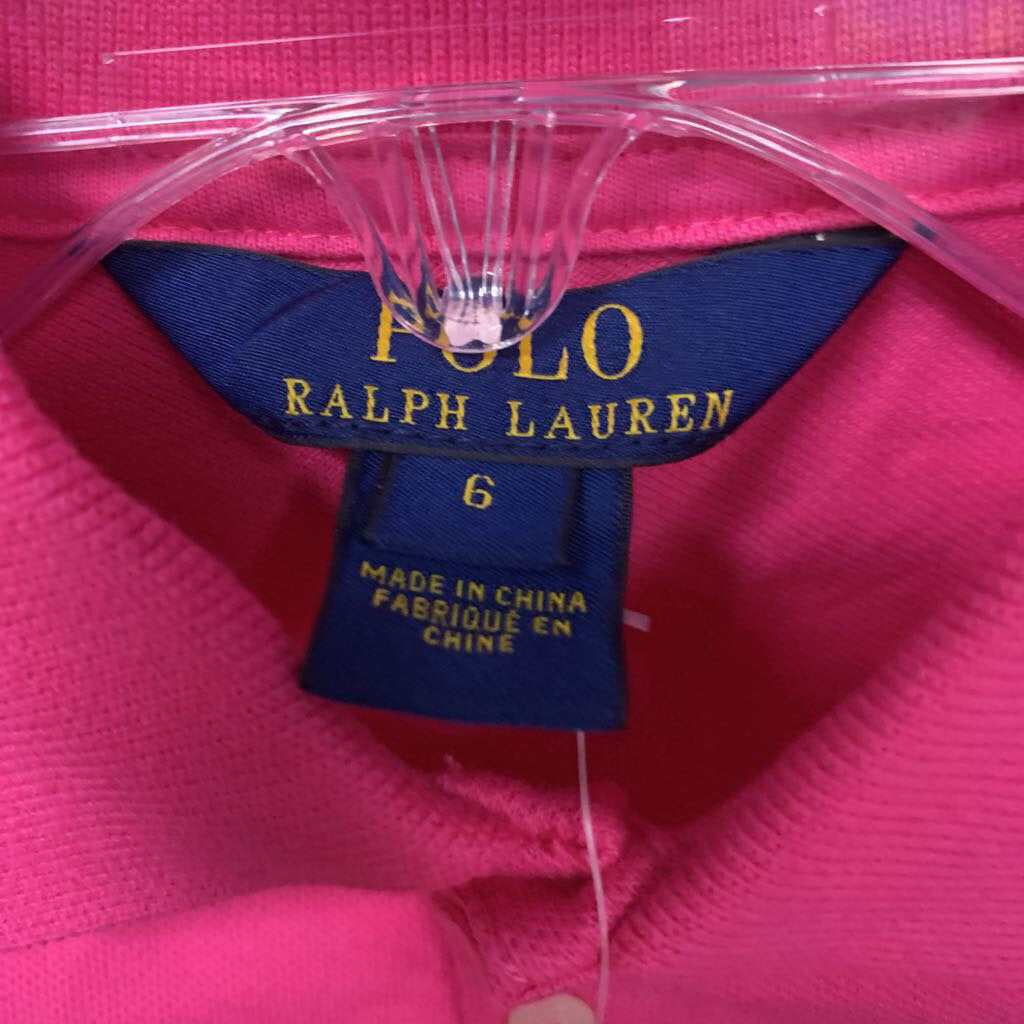 POLO
RALPH LAUREN
6
MADE IN CHINA
FABRIQUÉ EN
CHINE